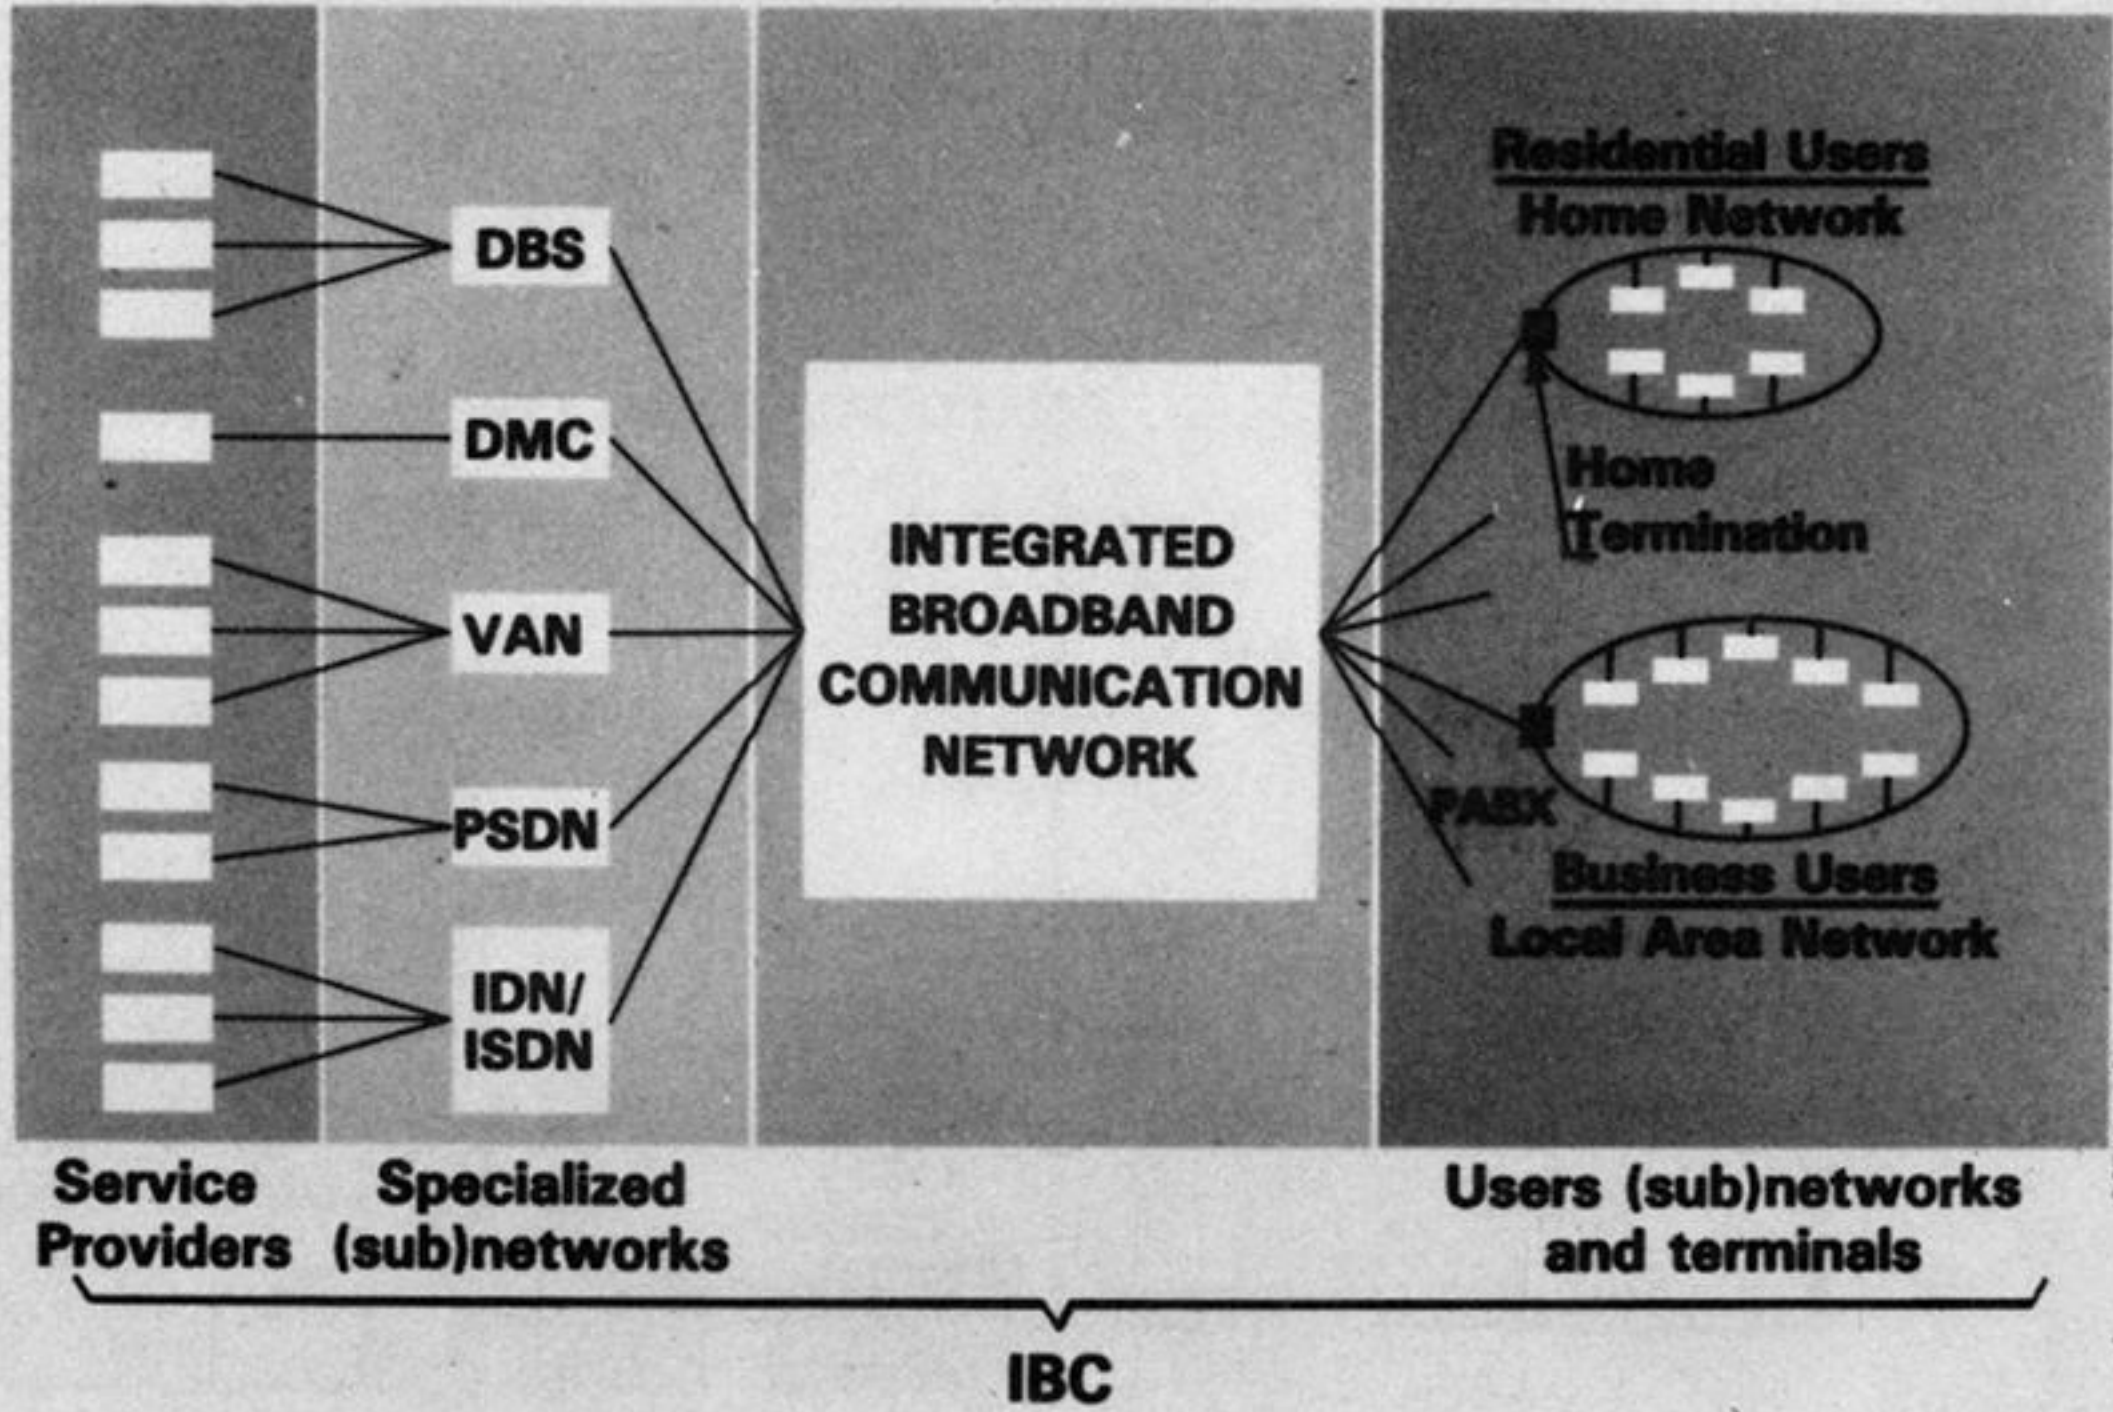 DBS
DMC
VAN
PSDN
IDN/
ISDN
INTEGRATED
BROADBAND
COMMUNICATION
NETWORK
Residential Users
Home Network
Home
Termination
PABX
Business Users
Local Area Network
Service
Providers
Specialized
(sub)networks
Users (sub)networks
and terminals
IBC